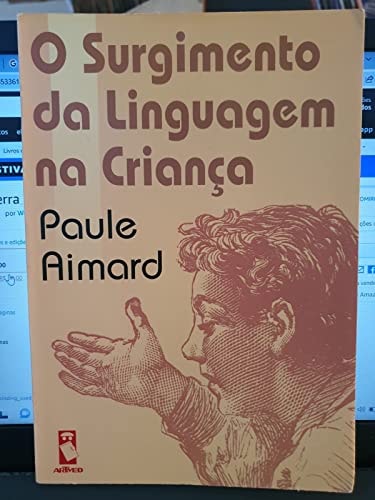 O Surgimento
da Linguagem
na Criança
Paule
Aimard
ARTMED